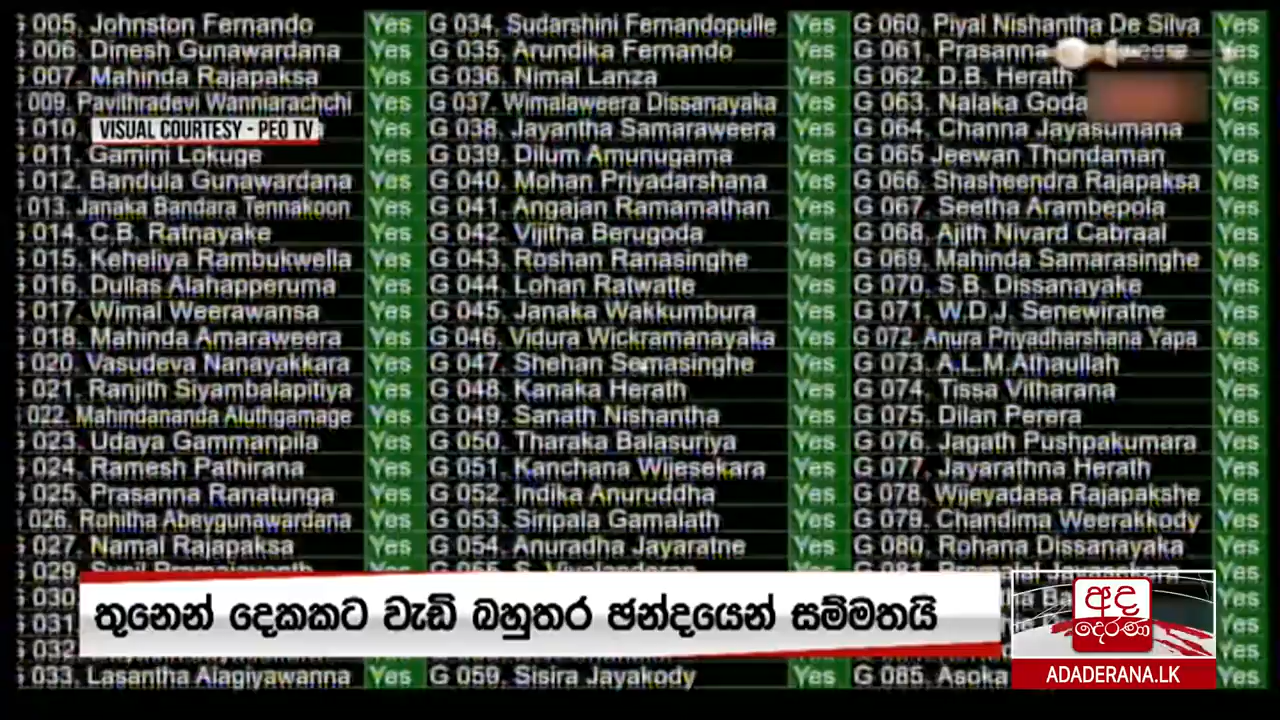 005. Johnston Fernando Yes G 034. Sudarshini Fernandopulle Yes G 060. Piyal Nishantha De Silva Yes
006. Dinesh Gunawardana Yes G 035. Arundika Fernando Yes G 061. Prasanna Yes
007. Mahinda Rajapaksa Yes G 036. Nimal Lanza Yes G 062. D.B. Herath Yes
009. Pavithradevi Wanniarachchi Yes G 037. Wimalaweera Dissanayaka Yes G 063. Nalaka Goda Yes
010. VISUAL COURTESY - PEO TV Yes G 038. Jayantha Samaraweera Yes G 064. Channa Jayasumana Yes
011. Gamini Lokuge Yes G 039. Dilum Amunugama Yes G 065 Jeewan Thondaman Yes
012. Bandula Gunawardana Yes G 040. Mohan Priyadarshana Yes G 066. Shasheendra Rajapaksa Yes
013. Janaka Bandara Tennakoon Yes G 041. Angajan Ramamathan Yes G 067. Seetha Arambepola Yes
014. C.B. Ratnayake Yes G 042. Vijitha Berugoda Yes G 068. Ajith Nivard Cabraal Yes
015. Keheliya Rambukwella Yes G 043. Roshan Ranasinghe Yes G 069. Mahinda Samarasinghe Yes
016. Dullas Alahapperuma Yes G 044. Lohan Ratwatte Yes G 070. S.B. Dissanayake Yes
017. Wimal Weerawansa Yes G 045. Janaka Wakkumbura Yes G 071. W.D.J. Senewiratne Yes
018. Mahinda Amaraweera Yes G 046. Vidura Wickramanayaka Yes G 072. Anura Priyadharshana Yapa Yes
020. Vasudeva Nanayakkara Yes G 047. Shehan Semasinghe Yes G 073. A.L.M.Athaullah Yes
021. Ranjith Siyambalapitiya Yes G 048. Kanaka Herath Yes G 074. Tissa Vitharana Yes
022. Mahindananda Aluthgamage Yes G 049. Sanath Nishantha Yes G 075. Dilan Perera Yes
023. Udaya Gammanpila Yes G 050. Tharaka Balasuriya Yes G 076. Jagath Pushpakumara Yes
024. Ramesh Pathirana Yes G 051. Kanchana Wijesekara Yes G 077. Jayarathna Herath Yes
025. Prasanna Ranatunga Yes G 052. Indika Anuruddha Yes G 078. Wijeyadasa Rajapakshe Yes
026. Rohitha Abeygunawardana Yes G 053. Siripala Gamalath Yes G 079. Chandima Weerakkody Yes
027. Namal Rajapaksa Yes G 054. Anuradha Jayaratne Yes G 080. Rohana Dissanayaka Yes
029. Yes Yes Yes
030 Yes
031 Yes
032 Yes
තුනෙන් දෙකකට වැඩි බහුතර ඡන්දයෙන් සම්මතයි
අද
දෙරණ
033. Lasantha Alagiyawanna Yes G 059. Sisira Jayakody Yes G 085. Asoka Yes
ADADERANA.LK